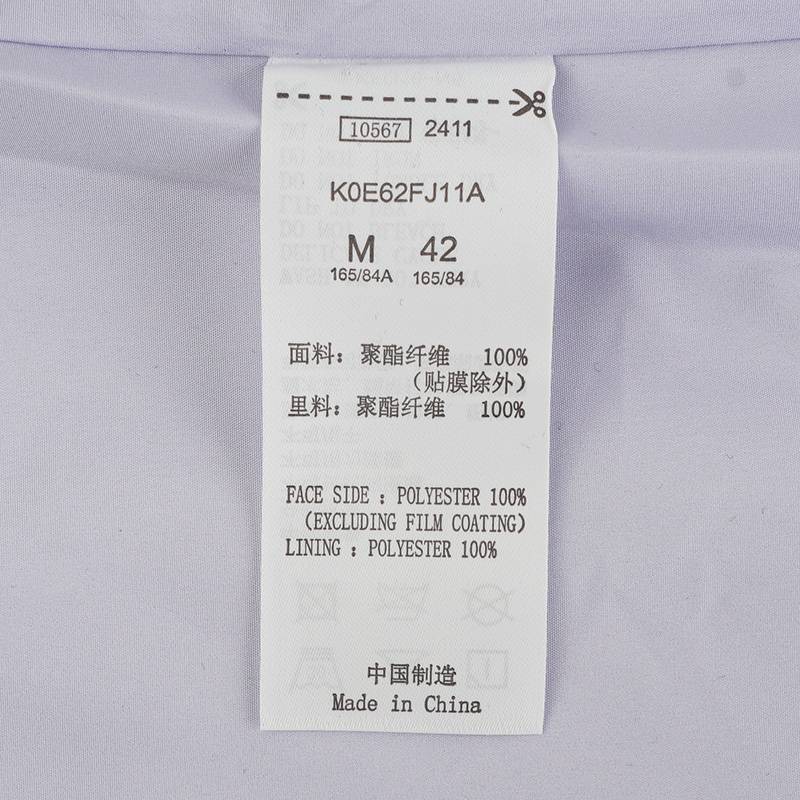 10567 2411
K0E62FJ11A
M 42
165/84A 165/84
面料：聚酯纤维 100%
（贴膜除外）
里料：聚酯纤维 100%
FACE SIDE : POLYESTER 100%
(EXCLUDING FILM COATING)
LINING : POLYESTER 100%
中国制造
Made in China